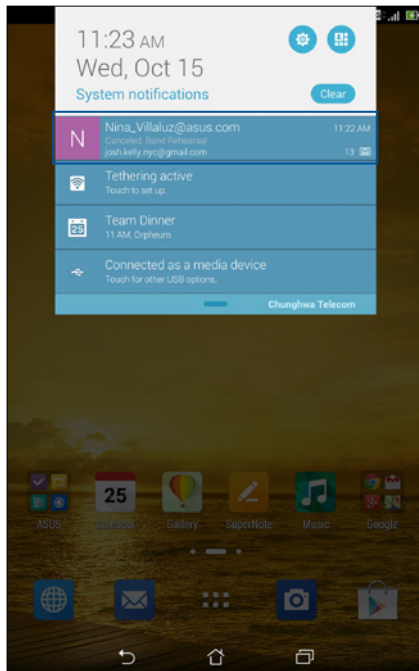 11:23 AM
Wed, Oct 15
System notifications
Clear
N
Nina_Villaluz@asus.com
11:22 AM
Canceled: Band Rehearsal
josh.kelly.nyc@gmail.com
13
Tethering active
Touch to set up.
25
Team Dinner
11 AM, Orpheum
Connected as a media device
Touch for other USB options.
Chunghwa Telecom
25
ASUS
Calendar
Gallery
SuperNote
Music
Google